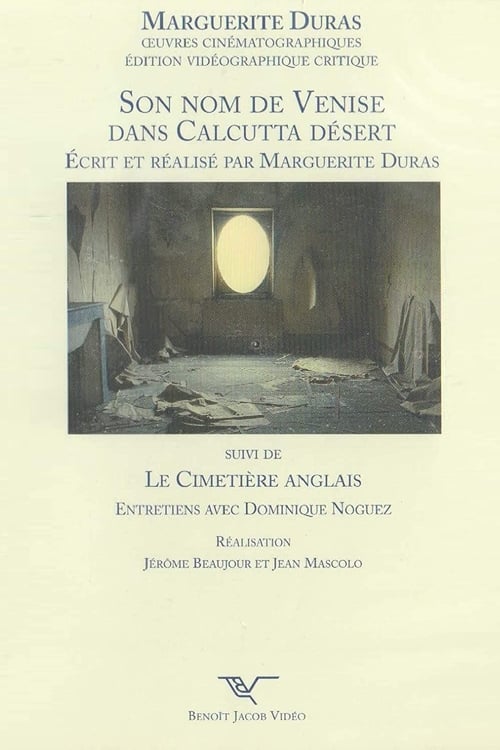 Marguerite Duras
œuvres cinématographiques
édition vidéographique critique
Son nom de Venise
dans Calcutta désert
Écrit et réalisé par Marguerite Duras
suivi de
Le Cimetière anglais
Entretiens avec Dominique Noguez
Réalisation
Jérôme Beaujour et Jean Mascolo
Benoît Jacob Vidéo